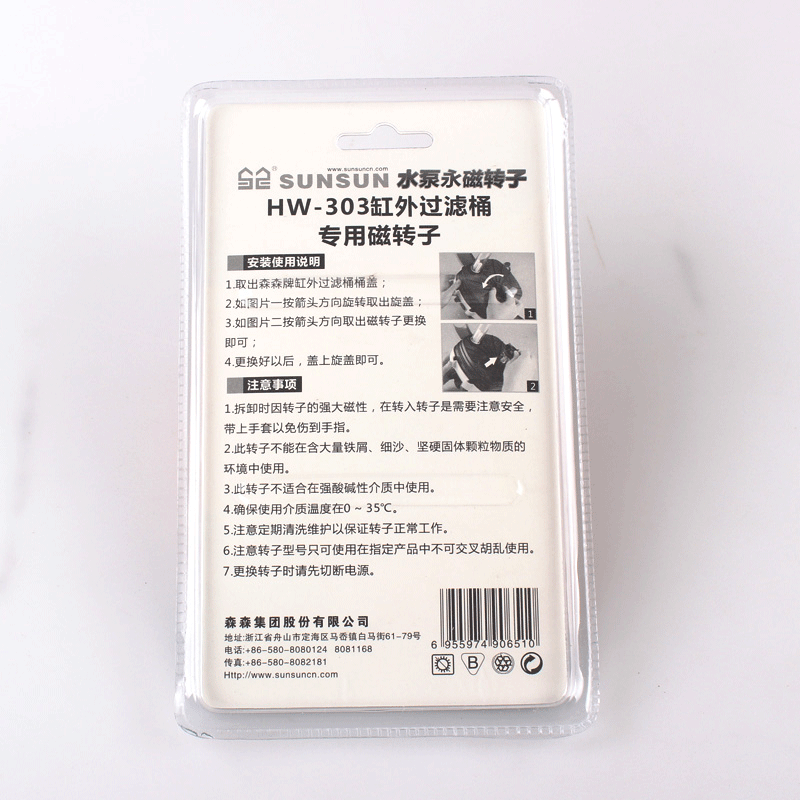 www.sunsuncn.com
SUNSUN® 水泵永磁转子
HW-303缸外过滤桶
专用磁转子
安装使用说明
1.取出森森牌缸外过滤桶桶盖；
2.如图片一按箭头方向旋转取出旋盖；
3.如图片二按箭头方向取出磁转子更换
即可；
4.更换好以后，盖上旋盖即可。
1
2
注意事项
1.拆卸时因转子的强大磁性，在转入转子是需要注意安全，
带上手套以免伤到手指。
2.此转子不能在含大量铁屑、细沙、坚硬固体颗粒物质的
环境中使用。
3.此转子不适合在强酸碱性介质中使用。
4.确保使用介质温度在0～35℃。
5.注意定期清洗维护以保证转子正常工作。
6.注意转子型号只可使用在指定产品中不可交叉胡乱使用。
7.更换转子时请先切断电源。
森森集团股份有限公司
地址:浙江省舟山市定海区马岙镇白马街61-79号
电话:+86-580-8080124 8081168
传真:+86-580-8082181
Http://www.sunsuncn.com
6 955974 906510
B